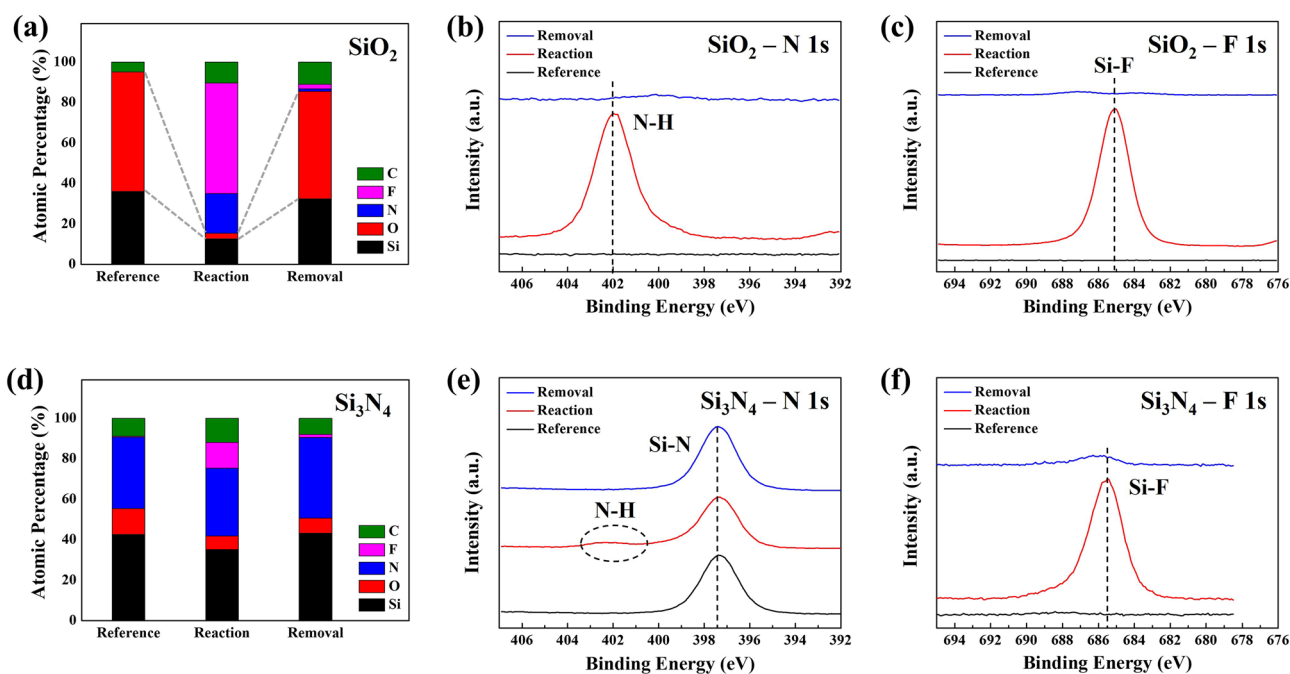 (a)
SiO2
Atomic Percentage (%)
100
80
60
40
20
0
C
F
N
O
Si
Reference Reaction Removal
(b)
Removal
Reaction
Reference
SiO2 – N 1s
N-H
Intensity (a.u.)
406 404 402 400 398 396 394 392
Binding Energy (eV)
(c)
Removal
Reaction
Reference
SiO2 – F 1s
Si-F
Intensity (a.u.)
694 692 690 688 686 684 682 680 678 676
Binding Energy (eV)
(d)
Si3N4
Atomic Percentage (%)
100
80
60
40
20
0
C
F
N
O
Si
Reference Reaction Removal
(e)
Removal
Reaction
Reference
Si3N4 – N 1s
Si-N
N-H
Intensity (a.u.)
406 404 402 400 398 396 394 392
Binding Energy (eV)
(f)
Removal
Reaction
Reference
Si3N4 – F 1s
Si-F
Intensity (a.u.)
694 692 690 688 686 684 682 680 678 676
Binding Energy (eV)